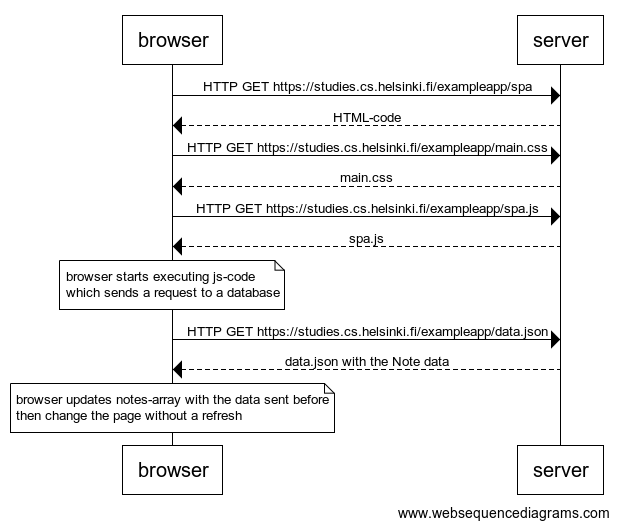 browser
server
HTTP GET https://studies.cs.helsinki.fi/exampleapp/spa
HTML-code
HTTP GET https://studies.cs.helsinki.fi/exampleapp/main.css
main.css
HTTP GET https://studies.cs.helsinki.fi/exampleapp/spa.js
spa.js
browser starts executing js-code
which sends a request to a database
HTTP GET https://studies.cs.helsinki.fi/exampleapp/data.json
data.json with the Note data
browser updates notes-array with the data sent before
then change the page without a refresh
browser
server
www.websequencediagrams.com